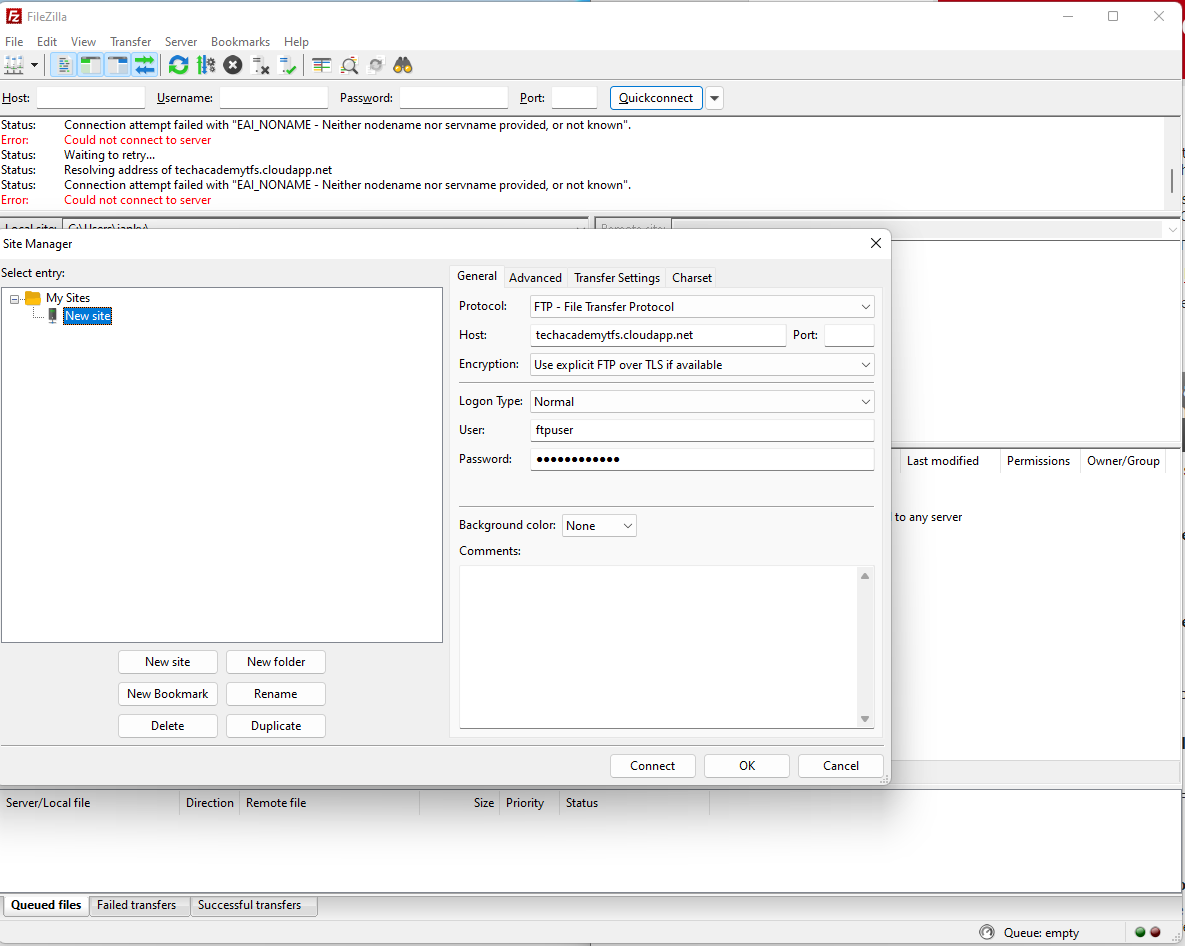 FileZilla
File Edit View Transfer Server Bookmarks Help
Host: Username: Password: Port: Quickconnect
Status: Connection attempt failed with "EAI_NONAME - Neither nodename nor servname provided, or not known".
Error: Could not connect to server
Status: Waiting to retry...
Status: Resolving address of techacademytfs.cloudapp.net
Status: Connection attempt failed with "EAI_NONAME - Neither nodename nor servname provided, or not known".
Error: Could not connect to server
Local site: Remote site:
Site Manager
Select entry:
My Sites
New site
New site New folder
New Bookmark Rename
Delete Duplicate
General Advanced Transfer Settings Charset
Protocol: FTP - File Transfer Protocol
Host: techacademytfs.cloudapp.net Port:
Encryption: Use explicit FTP over TLS if available
Logon Type: Normal
User: ftpuser
Password: ●●●●●●●●●●●●
Background color: None
Comments:
Connect OK Cancel
Last modified Permissions Owner/Group
to any server
Server/Local file Direction Remote file Size Priority Status
Queued files Failed transfers Successful transfers
Queue: empty